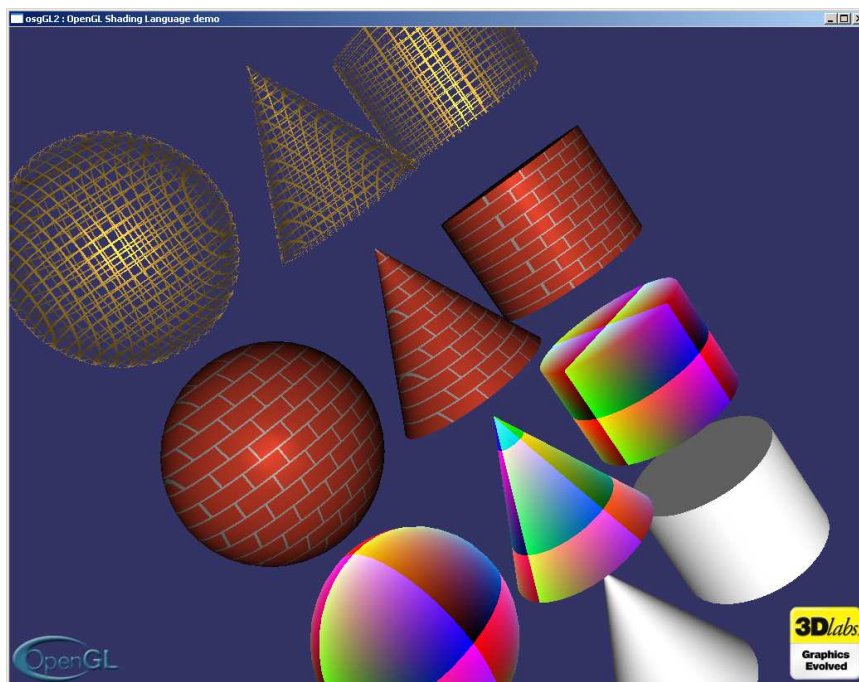 osgGL2 : OpenGL Shading Language demo
OpenGL
3Dlabs
Graphics
Evolved